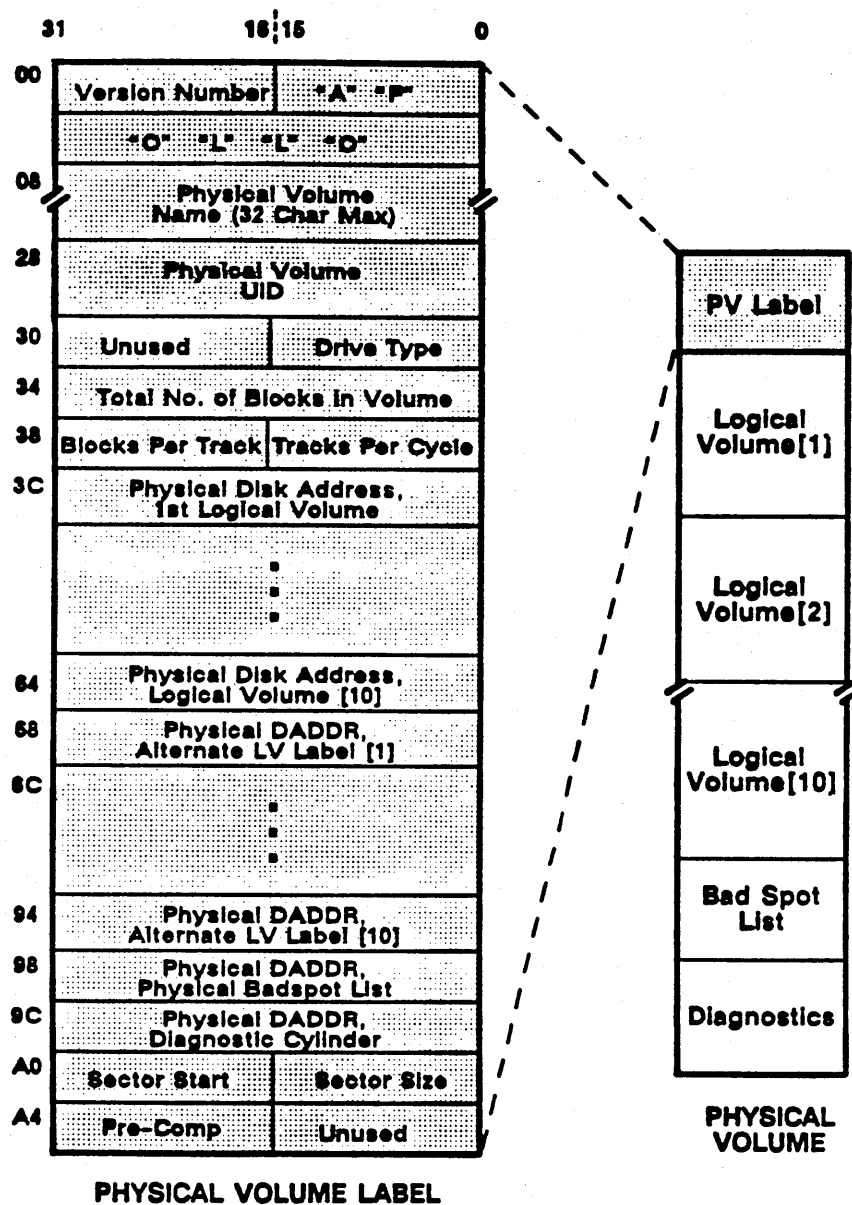 31 16 15 0
00
Version Number "A" "P"
"O" "L" "L" "O"
08
Physical Volume
Name (32 Char Max)
28
Physical Volume
UID
30
Unused Drive Type
34
Total No. of Blocks in Volume
38
Blocks Per Track Tracks Per Cycle
3C
Physical Disk Address,
1st Logical Volume
64
Physical Disk Address,
Logical Volume [10]
68
Physical DADDR,
Alternate LV Label [1]
6C
94
Physical DADDR,
Alternate LV Label [10]
98
Physical DADDR,
Physical Badspot List
9C
Physical DADDR,
Diagnostic Cylinder
A0
Sector Start Sector Size
A4
Pre-Comp Unused
PHYSICAL VOLUME LABEL
PV Label
Logical
Volume[1]
Logical
Volume[2]
Logical
Volume[10]
Bad Spot
List
Diagnostics
PHYSICAL
VOLUME